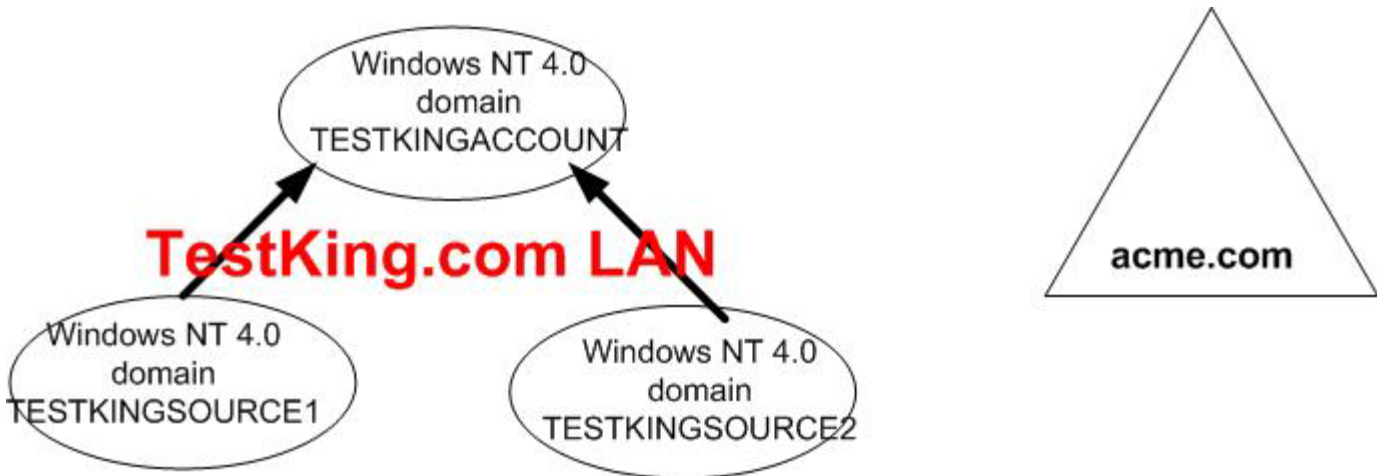 Windows NT 4.0
domain
TESTKINGACCOUNT
TestKing.com LAN
Windows NT 4.0
domain
TESTKINGSOURCE1
Windows NT 4.0
domain
TESTKINGSOURCE2
acme.com